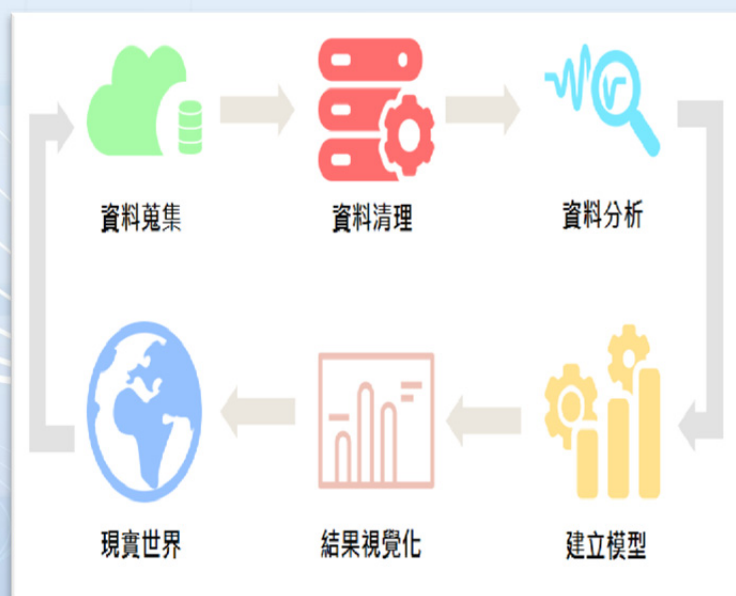 資料蒐集
資料清理
資料分析
現實世界
結果視覺化
建立模型